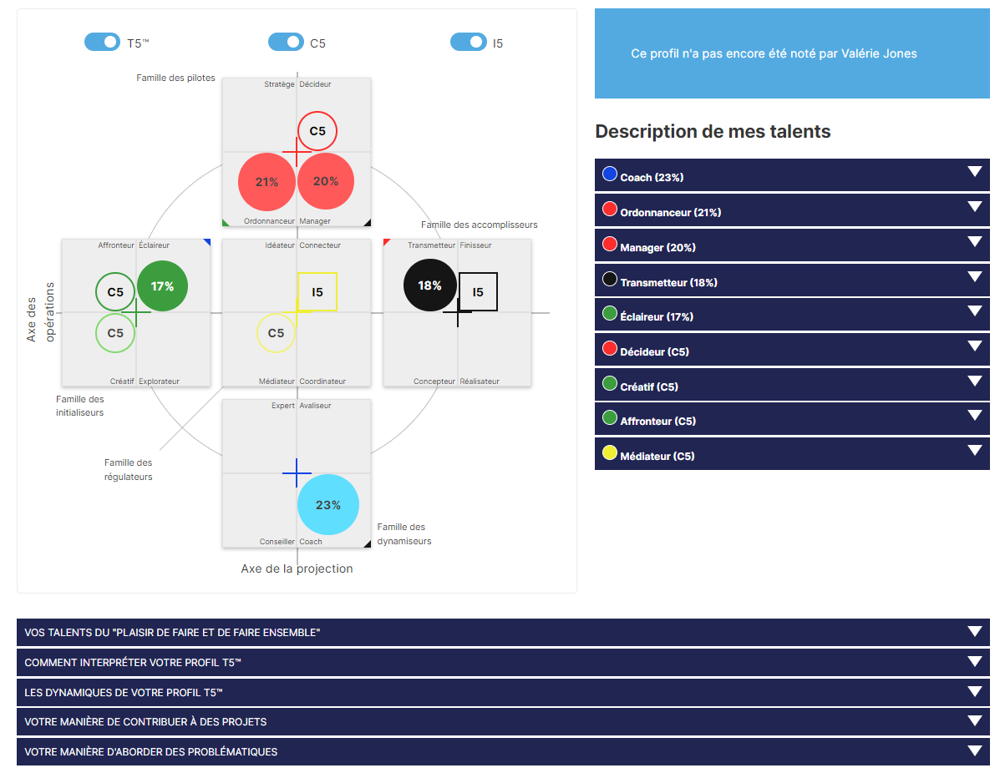 T5™
C5
I5
Famille des pilotes
Stratège Décideur
C5
21%
20%
Ordonnanceur Manager
Famille des accomplisseurs
Affronteur Éclaireur
Idéateur Connecteur
Transmetteur Finisseur
C5
17%
I5
18%
I5
Axe des
opérations
C5
C5
Créatif Explorateur
Médiateur Coordinateur
Concepteur Réalisateur
Famille des
initialiseurs
Expert Avaliseur
Famille des
régulateurs
23%
Famille des
dynamiseurs
Conseiller Coach
Axe de la projection
Ce profil n'a pas encore été noté par Valérie Jones
Description de mes talents
Coach (23%)
Ordonnanceur (21%)
Manager (20%)
Transmetteur (18%)
Éclaireur (17%)
Décideur (C5)
Créatif (C5)
Affronteur (C5)
Médiateur (C5)
VOS TALENTS DU "PLAISIR DE FAIRE ET DE FAIRE ENSEMBLE"
COMMENT INTERPRÉTER VOTRE PROFIL T5™
LES DYNAMIQUES DE VOTRE PROFIL T5™
VOTRE MANIÈRE DE CONTRIBUER À DES PROJETS
VOTRE MANIÈRE D'ABORDER DES PROBLÉMATIQUES